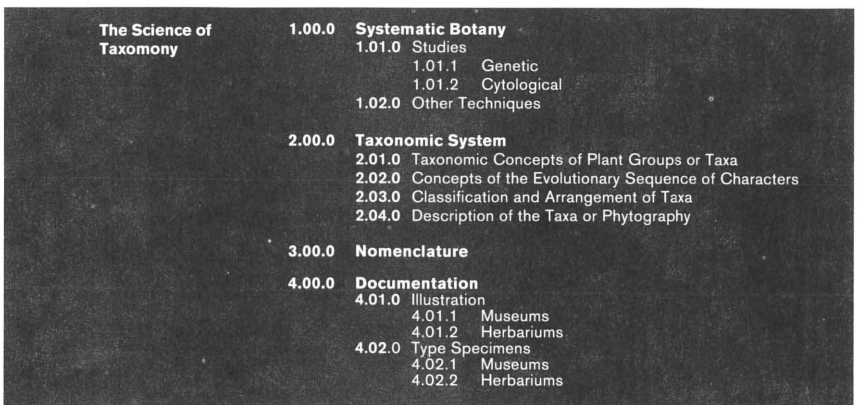 The Science of
Taxomony
1.00.0 Systematic Botany
1.01.0 Studies
1.01.1 Genetic
1.01.2 Cytological
1.02.0 Other Techniques
2.00.0 Taxonomic System
2.01.0 Taxonomic Concepts of Plant Groups or Taxa
2.02.0 Concepts of the Evolutionary Sequence of Characters
2.03.0 Classification and Arrangement of Taxa
2.04.0 Description of the Taxa or Phytography
3.00.0 Nomenclature
4.00.0 Documentation
4.01.0 Illustration
4.01.1 Museums
4.01.2 Herbariums
4.02.0 Type Specimens
4.02.1 Museums
4.02.2 Herbariums